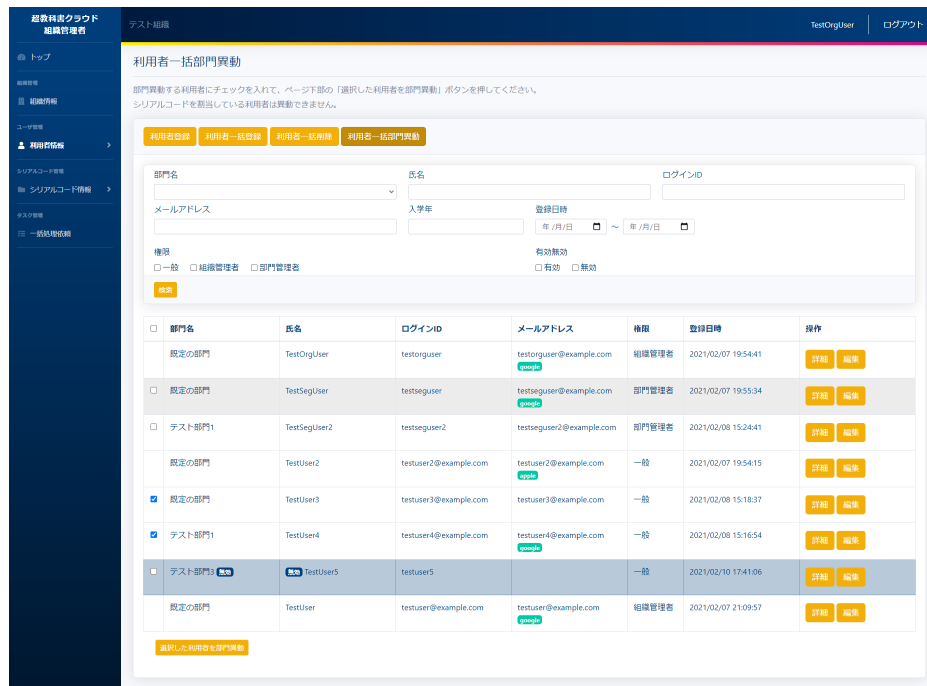 超教科書クラウド
組織管理者
テスト組織
TestOrgUser
ログアウト
トップ
組織管理
組織情報
ユーザ管理
利用者情報
シリアルコード管理
シリアルコード情報
タスク管理
一括処理依頼
利用者一括部門異動
部門異動する利用者にチェックを入れて、ページ下部の「選択した利用者を部門異動」ボタンを押してください。
シリアルコードを割当している利用者は異動できません。
利用者登録 利用者一括登録 利用者一括削除 利用者一括部門異動
部門名 氏名 ログインID
メールアドレス 入学年 登録日時
年 /月/日 ～ 年 /月/日
権限 有効無効
一般 組織管理者 部門管理者 有効 無効
検索
部門名 氏名 ログインID メールアドレス 権限 登録日時 操作
既定の部門 TestOrgUser testorguser testorguser@example.com 組織管理者 2021/02/07 19:54:41 詳細 編集
google
既定の部門 TestSegUser testseguser testseguser@example.com 部門管理者 2021/02/07 19:55:34 詳細 編集
google
テスト部門1 TestSegUser2 testseguser2 testseguser2@example.com 部門管理者 2021/02/08 15:24:41 詳細 編集
既定の部門 TestUser2 testuser2@example.com testuser2@example.com 一般 2021/02/07 19:54:15 詳細 編集
apple
既定の部門 TestUser3 testuser3@example.com testuser3@example.com 一般 2021/02/08 15:18:37 詳細 編集
テスト部門1 TestUser4 testuser4@example.com testuser4@example.com 一般 2021/02/08 15:16:54 詳細 編集
google
テスト部門3 無効 無効 TestUser5 testuser5 一般 2021/02/10 17:41:06 詳細 編集
既定の部門 TestUser testuser@example.com testuser@example.com 組織管理者 2021/02/07 21:09:57 詳細 編集
google
選択した利用者を部門異動